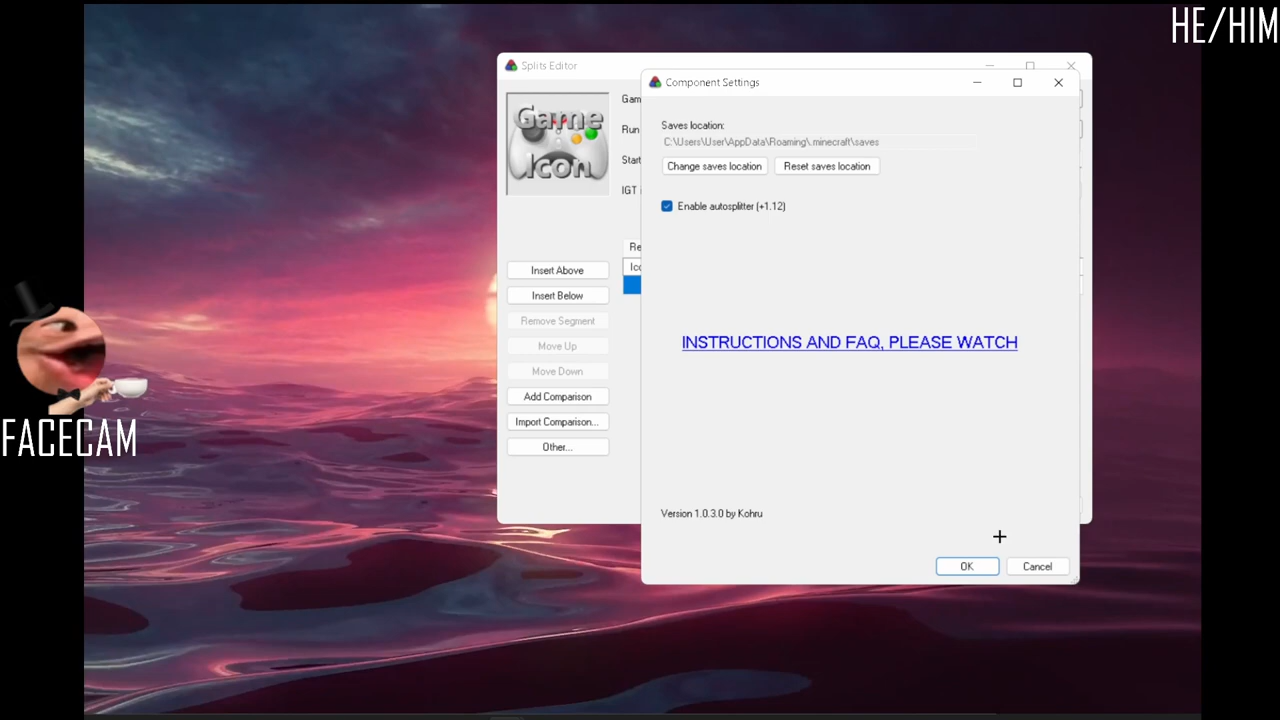 HE/HIM
Splits Editor
Game
Icon
Gam
Run
Start
IGT
Re
Ico
Insert Above
Insert Below
Remove Segment
Move Up
Move Down
Add Comparison
Import Comparison...
Other...
Component Settings
Saves location:
C:\Users\User\AppData\Roaming\.minecraft\saves
Change saves location
Reset saves location
Enable autosplitter (+1.12)
INSTRUCTIONS AND FAQ, PLEASE WATCH
Version 1.0.3.0 by Kohru
OK
Cancel
FACECAM